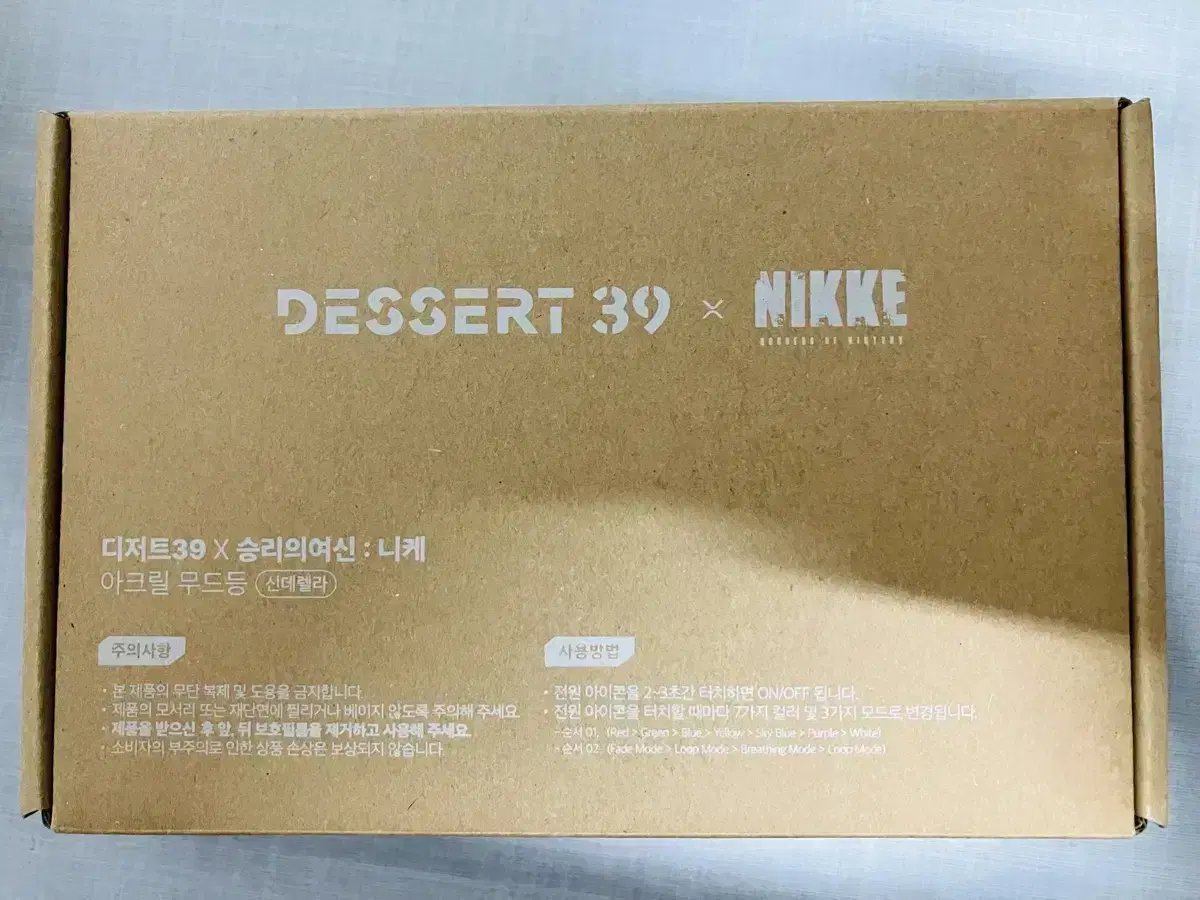 DESSERT 39 × NIKKE
GODDESS OF VICTORY
디저트39 X 승리의여신 : 니케
아크릴 무드등 신데렐라
주의사항
• 본 제품의 무단 복제 및 도용을 금지합니다.
• 제품의 모서리 또는 재단면에 찔리거나 베이지 않도록 주의해 주세요.
• 제품을 받으신 후 앞, 뒤 보호필름을 제거하고 사용해 주세요.
• 소비자의 부주의로 인한 상품 손상은 보상되지 않습니다.
사용방법
• 전원 아이콘을 2~3초간 터치하면 ON/OFF 됩니다.
• 전원 아이콘을 터치할 때마다 7가지 컬러 및 3가지 모드로 변경됩니다.
- 순서 01. (Red > Green > Blue > Yellow > Sky Blue > Purple > White)
- 순서 02. (Fade Mode > Loop Mode > Breathing Mode > Loop Mode)